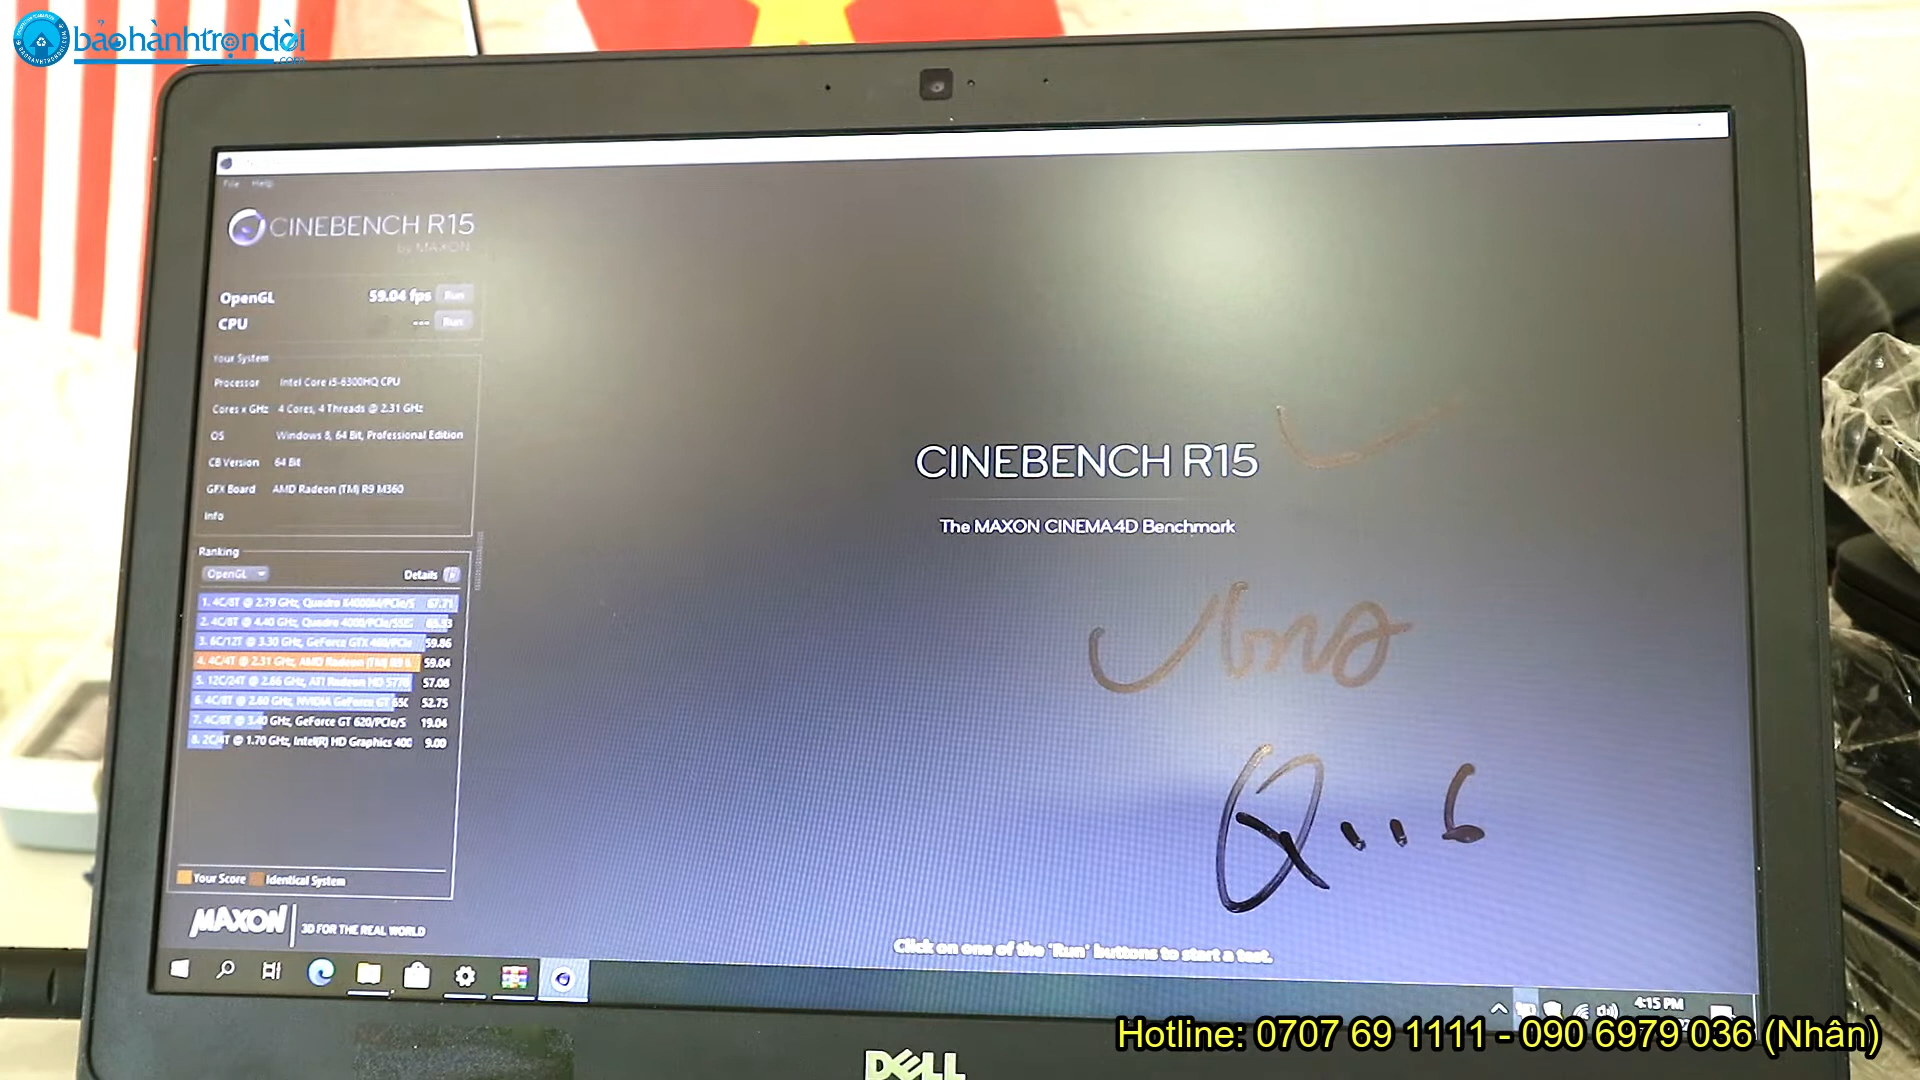 bảohànhtrọnđời
.com
File Help
CINEBENCH R15
by MAXON
OpenGL 59.04 fps Run
CPU --- Run
Your System
Processor Intel Core i5-6300HQ CPU
Cores x GHz 4 Cores, 4 Threads @ 2.31 GHz
OS Windows 8, 64 Bit, Professional Edition
CB Version 64 Bit
GFX Board AMD Radeon (TM) R9 M360
Info
Ranking
OpenGL Details
1. 4C/8T @ 2.79 GHz, Quadro K4000M/PCIe/S 67.71
2. 4C/8T @ 4.40 GHz, Quadro 4000/PCIe/SSE2 65.53
3. 6C/12T @ 3.30 GHz, GeForce GTX 460/PCIe 59.86
4. 4C/4T @ 2.31 GHz, AMD Radeon (TM) R9 M 59.04
5. 12C/24T @ 2.66 GHz, ATI Radeon HD 5770 57.08
6. 4C/8T @ 2.60 GHz, NVIDIA GeForce GT 650 52.75
7. 4C/8T @ 3.40 GHz, GeForce GT 620/PCIe/S 19.04
8. 2C/4T @ 1.70 GHz, Intel(R) HD Graphics 400 9.00
Your Score Identical System
MAXON 3D FOR THE REAL WORLD
CINEBENCH R15
The MAXON CINEMA 4D Benchmark
Click on one of the 'Run' buttons to start a test.
4:15 PM
Hotline: 0707 69 1111 - 090 6979 036 (Nhân)
DELL